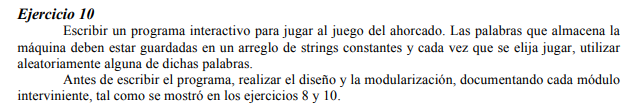 Ejercicio 10
Escribir un programa interactivo para jugar al juego del ahorcado. Las palabras que almacena la
máquina deben estar guardadas en un arreglo de strings constantes y cada vez que se elija jugar, utilizar
aleatoriamente alguna de dichas palabras.
Antes de escribir el programa, realizar el diseño y la modularización, documentando cada módulo
interviniente, tal como se mostró en los ejercicios 8 y 10.